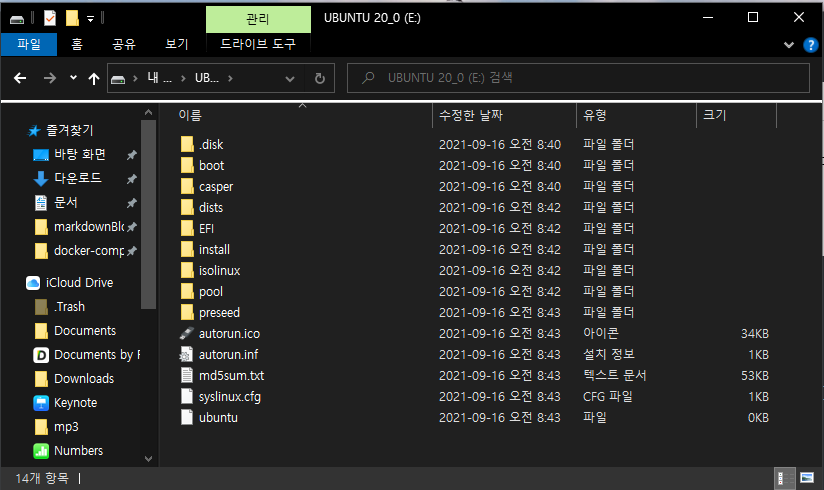 관리
UBUNTU 20_0 (E:)
파일
홈
공유
보기
드라이브 도구
내 ...
UB...
UBUNTU 20_0 (E:) 검색
이름
수정한 날짜
유형
크기
즐겨찾기
바탕 화면
다운로드
문서
markdownBlo
docker-comp
iCloud Drive
.Trash
Documents
Documents by F
Downloads
Keynote
mp3
Numbers
.disk 2021-09-16 오전 8:40 파일 폴더
boot 2021-09-16 오전 8:40 파일 폴더
casper 2021-09-16 오전 8:40 파일 폴더
dists 2021-09-16 오전 8:42 파일 폴더
EFI 2021-09-16 오전 8:42 파일 폴더
install 2021-09-16 오전 8:42 파일 폴더
isolinux 2021-09-16 오전 8:42 파일 폴더
pool 2021-09-16 오전 8:42 파일 폴더
preseed 2021-09-16 오전 8:43 파일 폴더
autorun.ico 2021-09-16 오전 8:43 아이콘 34KB
autorun.inf 2021-09-16 오전 8:43 설치 정보 1KB
md5sum.txt 2021-09-16 오전 8:43 텍스트 문서 53KB
syslinux.cfg 2021-09-16 오전 8:43 CFG 파일 1KB
ubuntu 2021-09-16 오전 8:43 파일 0KB
14개 항목